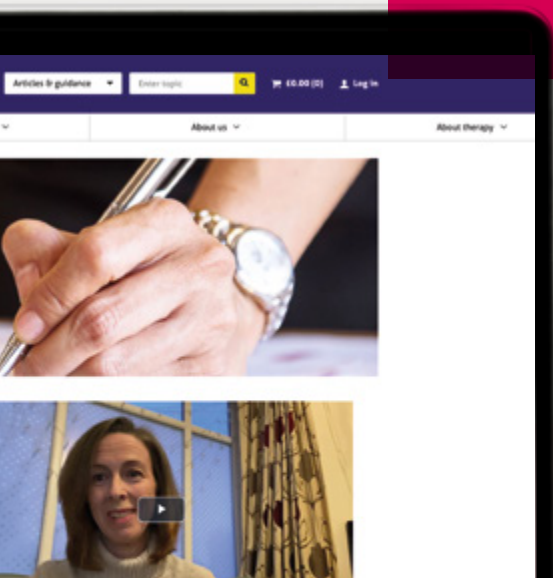 Articles & guidance Enter topic £0.00 (0) Log in
About us About therapy